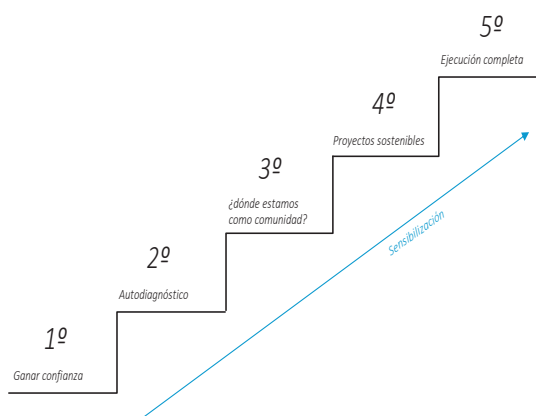 5º
Ejecución completa
4º
Proyectos sostenibles
3º
¿dónde estamos
como comunidad?
Sensibilización
2º
Autodiagnóstico
1º
Ganar confianza